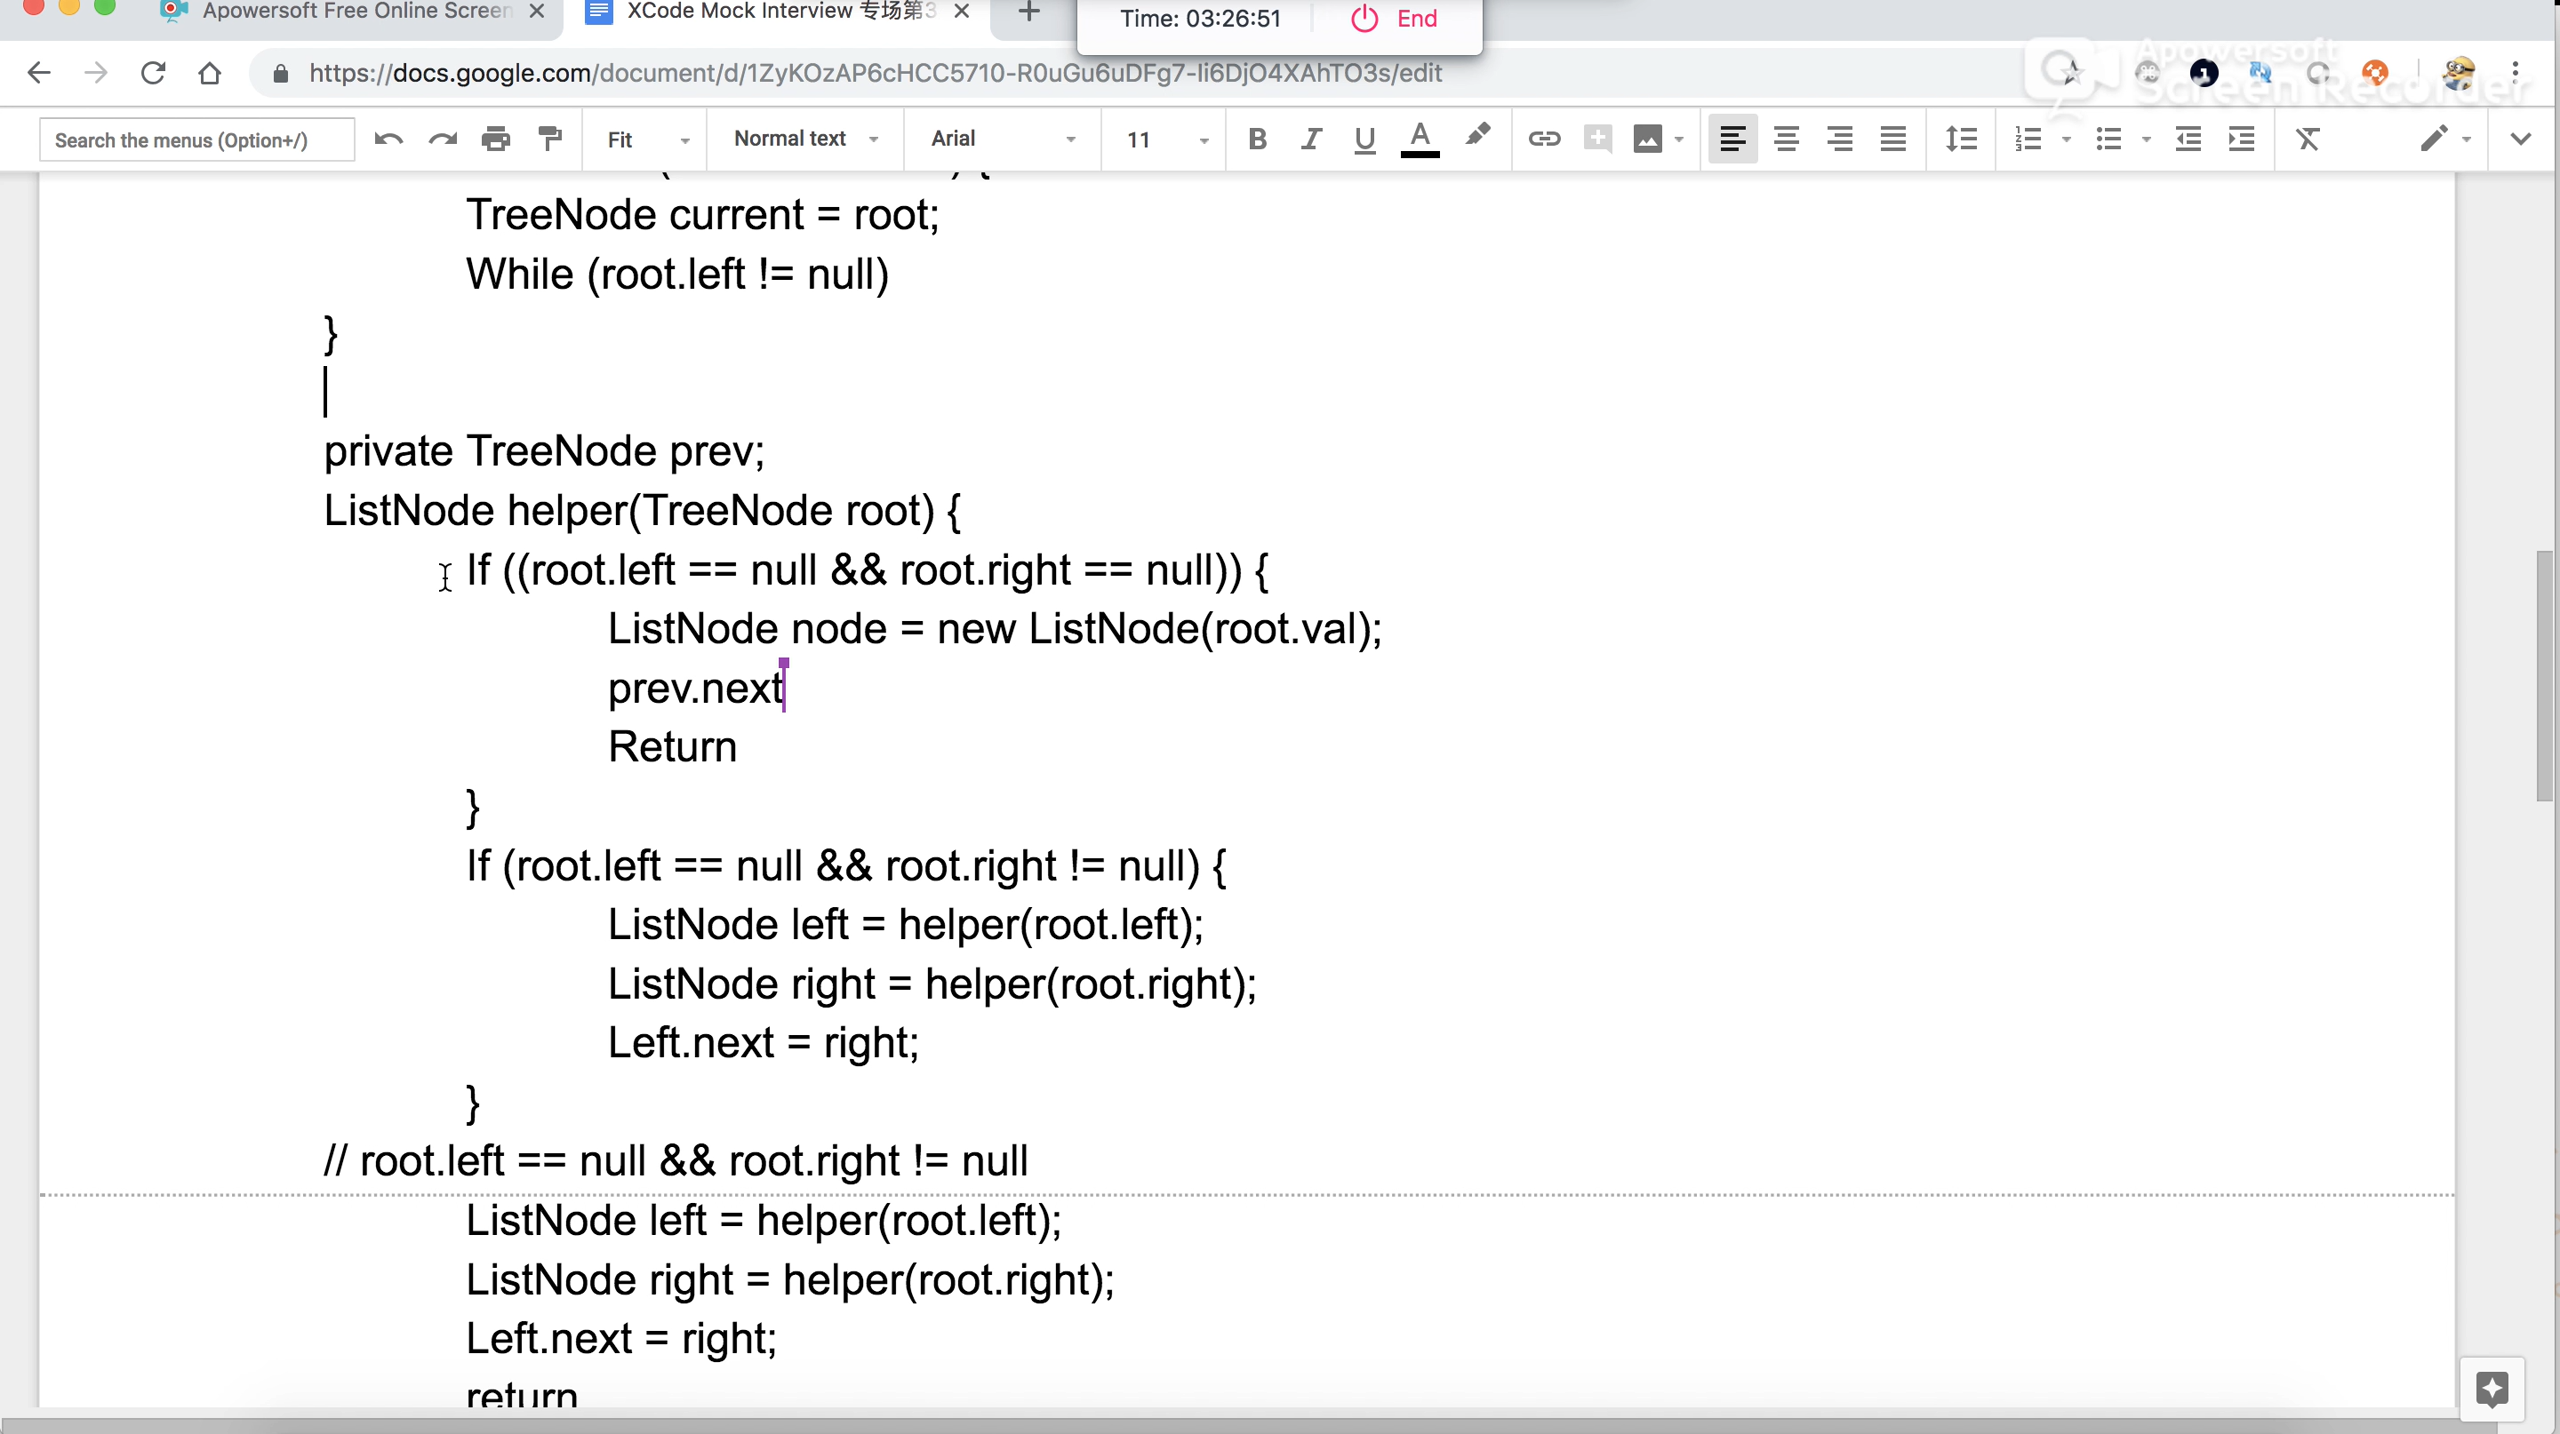 Apowersoft Free Online Screen
XCode Mock Interview 专场第3
Time: 03:26:51
End
https://docs.google.com/document/d/1ZyKOzAP6cHCC5710-R0uGu6uDFg7-Ii6DjO4XAhTO3s/edit
Apowersoft
Screen Recorder
Search the menus (Option+/)
Fit
Normal text
Arial
11
TreeNode current = root;
While (root.left != null)
}
private TreeNode prev;
ListNode helper(TreeNode root) {
If ((root.left == null && root.right == null)) {
ListNode node = new ListNode(root.val);
prev.next
Return
}
If (root.left == null && root.right != null) {
ListNode left = helper(root.left);
ListNode right = helper(root.right);
Left.next = right;
}
// root.left == null && root.right != null
ListNode left = helper(root.left);
ListNode right = helper(root.right);
Left.next = right;
return